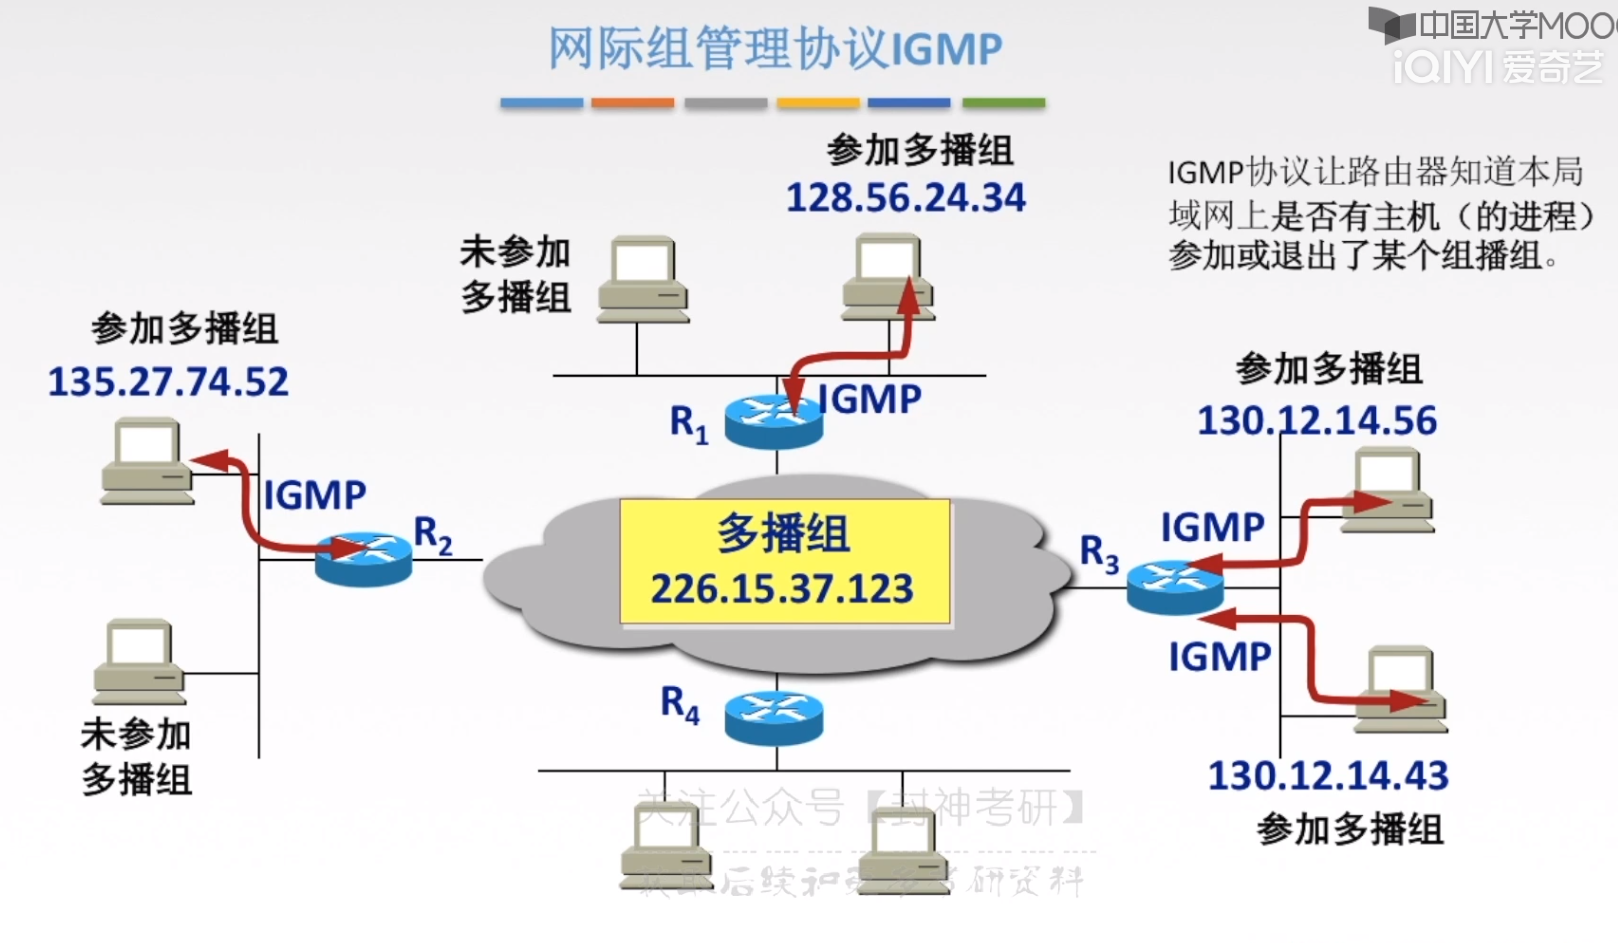 中国大学MOO
iQIYI 爱奇艺
网际组管理协议IGMP
参加多播组
128.56.24.34
IGMP协议让路由器知道本局
域网上是否有主机（的进程）
参加或退出了某个组播组。
未参加
多播组
参加多播组
135.27.74.52
参加多播组
130.12.14.56
IGMP
R1
IGMP
R2
多播组
226.15.37.123
IGMP
R3
IGMP
R4
未参加
多播组
130.12.14.43
参加多播组
关注公众号【封神考研】
获取后续和更多考研资料